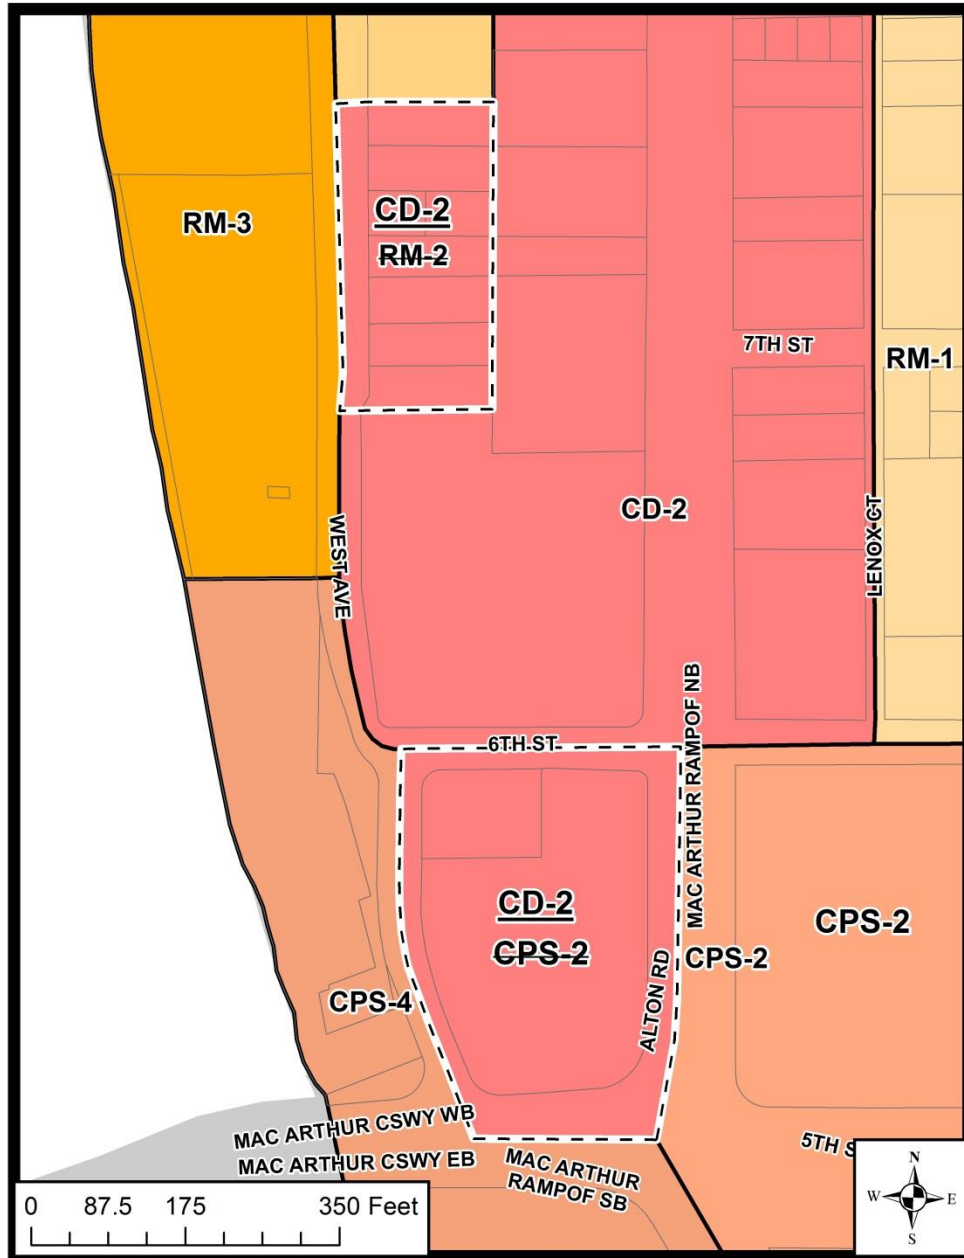 RM-3
CD-2
RM-2
7TH ST
RM-1
CD-2
WEST AVE
LENOX CT
6TH ST
MAC ARTHUR RAMPOF NB
CD-2
CPS-2
CPS-2
CPS-2
CPS-4
ALTON RD
MAC ARTHUR CSWY WB
MAC ARTHUR CSWY EB
MAC ARTHUR
RAMPOF SB
5TH S
0 87.5 175 350 Feet
N
W E
S